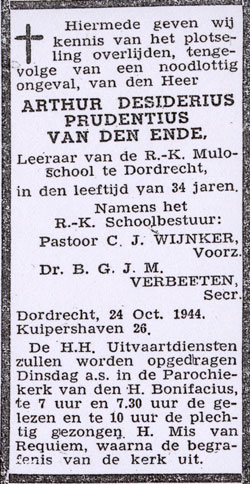 Hiermede geven wij
kennis van het plotse-
ling overlijden, tenge-
volge van een noodlottig
ongeval, van den Heer
ARTHUR DESIDERIUS
PRUDENTIUS
VAN DEN ENDE.
Leeraar van de R.-K. Mulo-
school te Dordrecht,
in den leeftijd van 34 jaren.
Namens het
R.-K. Schoolbestuur:
Pastoor C. J. WIJNKER,
Voorz.
Dr. B. G. J. M.
VERBEETEN,
Secr.
Dordrecht, 24 Oct. 1944.
Kuipershaven 26.
De H.H. Uitvaartdiensten
zullen worden opgedragen
Dinsdag a.s. in de Parochie-
kerk van den H. Bonifacius,
te 7 uur en 7.30 uur de ge-
lezen en te 10 uur de plech-
tig gezongen H. Mis van
Requiem, waarna de begra-
fenis van de kerk uit.